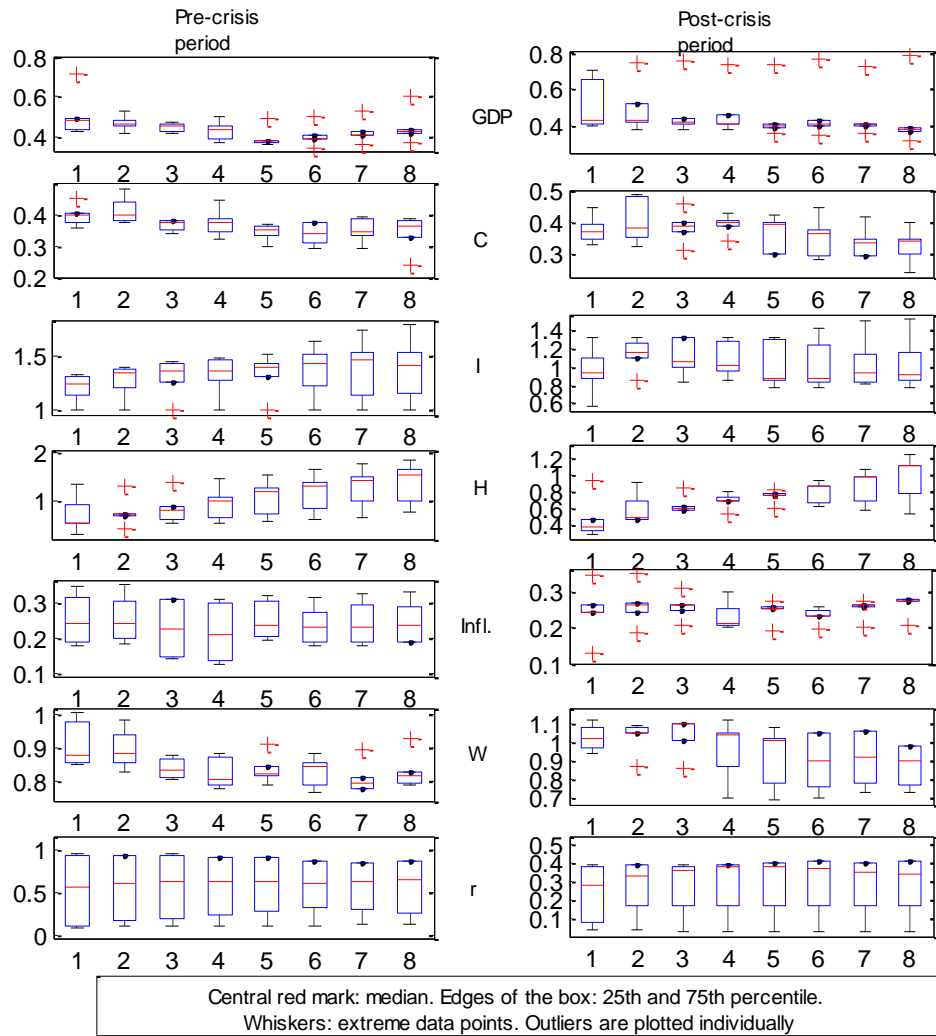 Pre-crisis
period
Post-crisis
period
0.8
0.6
0.4
1 2 3 4 5 6 7 8
GDP
0.8
0.6
0.4
1 2 3 4 5 6 7 8
0.4
0.3
0.2
1 2 3 4 5 6 7 8
C
0.5
0.4
0.3
1 2 3 4 5 6 7 8
1.5
1
1 2 3 4 5 6 7 8
I
1.4
1.2
1.0
0.8
0.6
1 2 3 4 5 6 7 8
2
1
1 2 3 4 5 6 7 8
H
1.2
1.0
0.8
0.6
0.4
1 2 3 4 5 6 7 8
0.3
0.2
0.1
1 2 3 4 5 6 7 8
Infl.
0.3
0.2
0.1
1 2 3 4 5 6 7 8
1
0.9
0.8
1 2 3 4 5 6 7 8
W
1.1
1
0.9
0.8
0.7
1 2 3 4 5 6 7 8
1
0.5
0
1 2 3 4 5 6 7 8
r
0.5
0.4
0.3
0.2
0.1
1 2 3 4 5 6 7 8
Central red mark: median. Edges of the box: 25th and 75th percentile.
Whiskers: extreme data points. Outliers are plotted individually